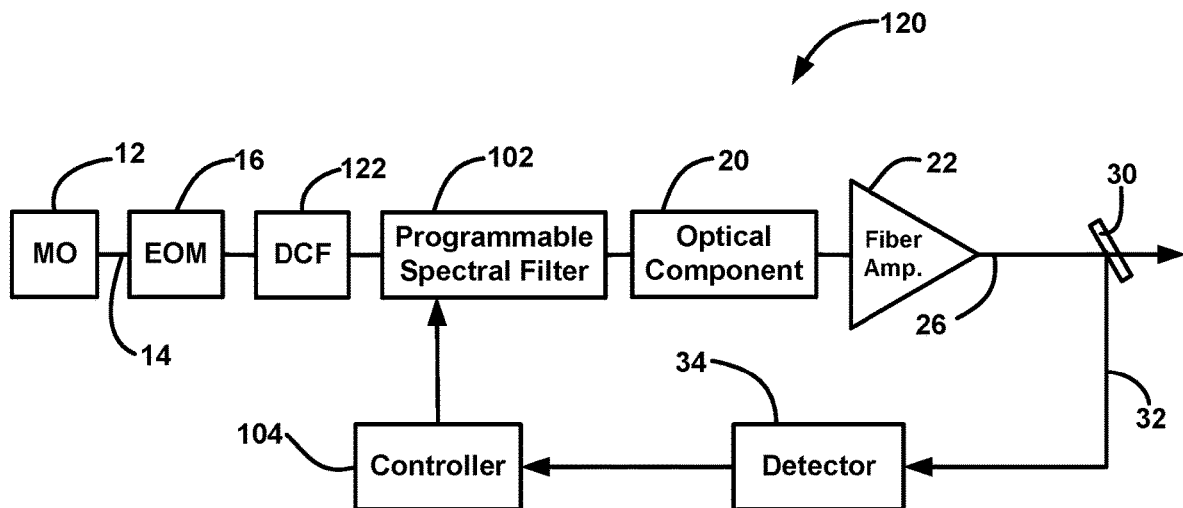 120
12
16
122
102
20
22
30
MO
EOM
DCF
Programmable
Spectral Filter
Optical
Component
Fiber
Amp.
14
26
34
32
104
Controller
Detector